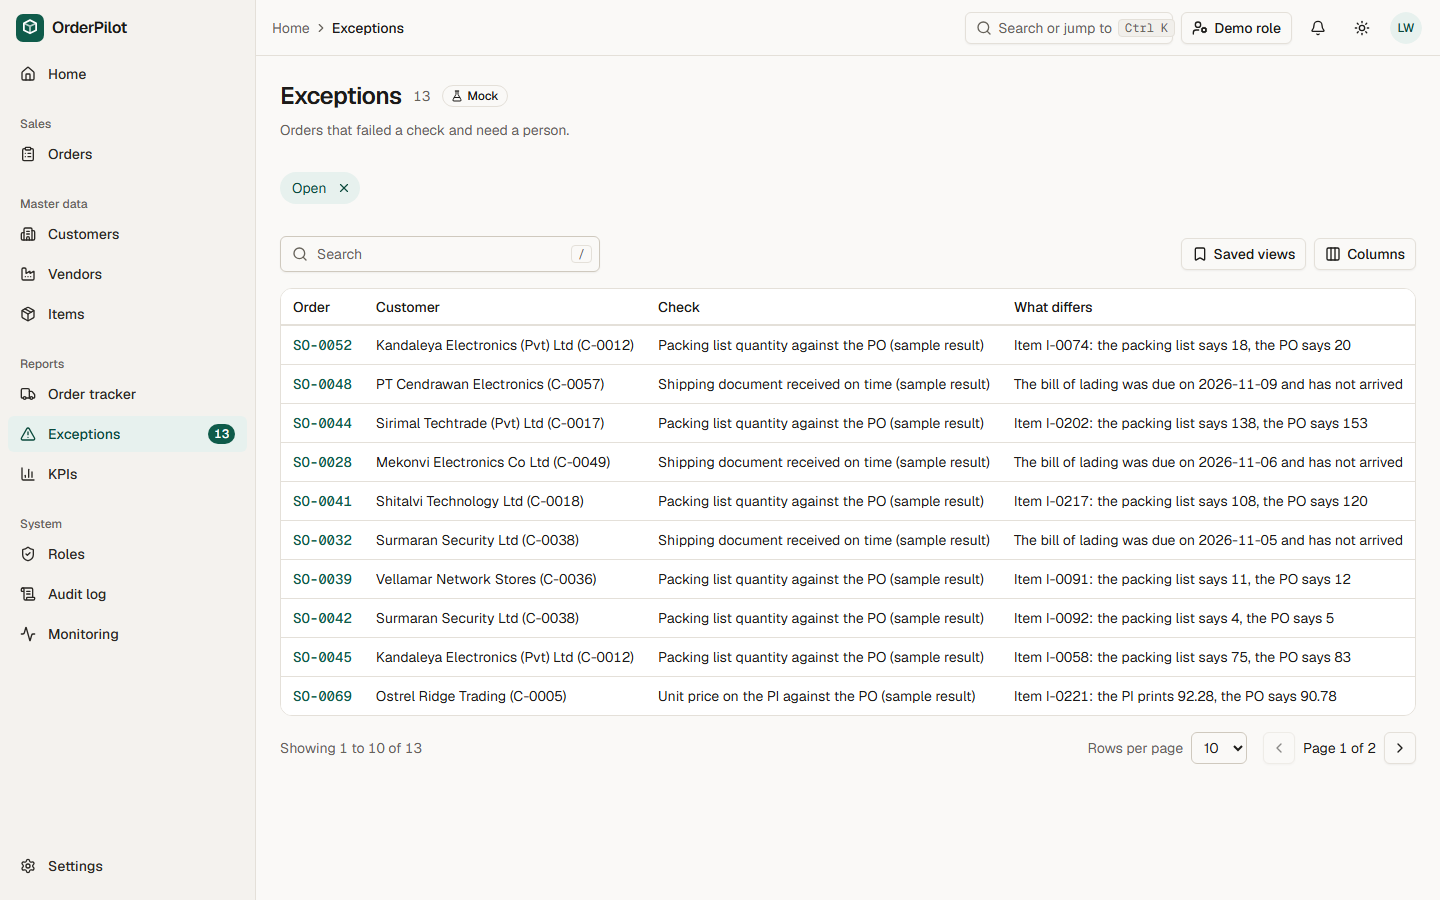 OrderPilot
Home
Sales
Orders
Master data
Customers
Vendors
Items
Reports
Order tracker
Exceptions 13
KPIs
System
Roles
Audit log
Monitoring
Settings
Home > Exceptions
Search or jump to Ctrl K
Demo role
LW
Exceptions 13 Mock
Orders that failed a check and need a person.
Open
Search /
Saved views
Columns
Order Customer Check What differs
SO-0052 Kandaleya Electronics (Pvt) Ltd (C-0012) Packing list quantity against the PO (sample result) Item I-0074: the packing list says 18, the PO says 20
SO-0048 PT Cendrawan Electronics (C-0057) Shipping document received on time (sample result) The bill of lading was due on 2026-11-09 and has not arrived
SO-0044 Sirimal Techtrade (Pvt) Ltd (C-0017) Packing list quantity against the PO (sample result) Item I-0202: the packing list says 138, the PO says 153
SO-0028 Mekonvi Electronics Co Ltd (C-0049) Shipping document received on time (sample result) The bill of lading was due on 2026-11-06 and has not arrived
SO-0041 Shitalvi Technology Ltd (C-0018) Packing list quantity against the PO (sample result) Item I-0217: the packing list says 108, the PO says 120
SO-0032 Surmaran Security Ltd (C-0038) Shipping document received on time (sample result) The bill of lading was due on 2026-11-05 and has not arrived
SO-0039 Vellamar Network Stores (C-0036) Packing list quantity against the PO (sample result) Item I-0091: the packing list says 11, the PO says 12
SO-0042 Surmaran Security Ltd (C-0038) Packing list quantity against the PO (sample result) Item I-0092: the packing list says 4, the PO says 5
SO-0045 Kandaleya Electronics (Pvt) Ltd (C-0012) Packing list quantity against the PO (sample result) Item I-0058: the packing list says 75, the PO says 83
SO-0069 Ostrel Ridge Trading (C-0005) Unit price on the PI against the PO (sample result) Item I-0221: the PI prints 92.28, the PO says 90.78
Showing 1 to 10 of 13
Rows per page 10
Page 1 of 2